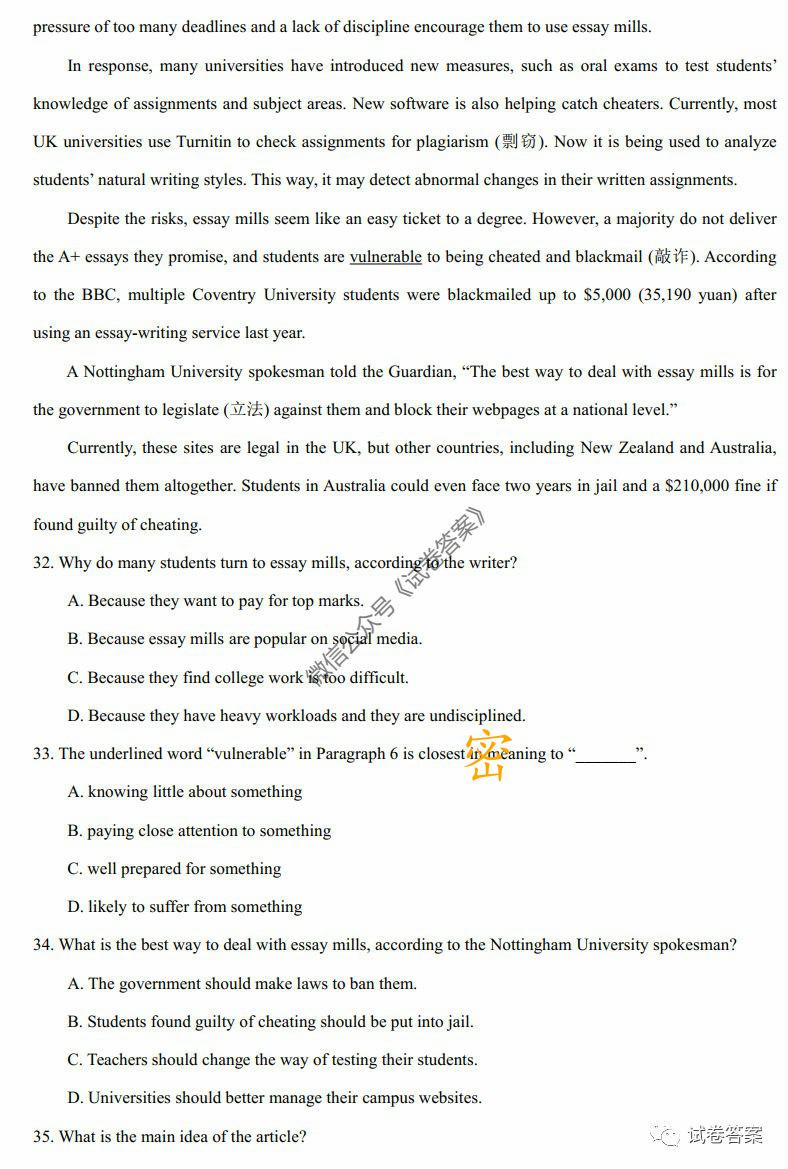 pressure of too many deadlines and a lack of discipline encourage them to use essay mills.
In response, many universities have introduced new measures, such as oral exams to test students’
knowledge of assignments and subject areas. New software is also helping catch cheaters. Currently, most
UK universities use Turnitin to check assignments for plagiarism (剽窃). Now it is being used to analyze
students’ natural writing styles. This way, it may detect abnormal changes in their written assignments.
Despite the risks, essay mills seem like an easy ticket to a degree. However, a majority do not deliver
the A+ essays they promise, and students are vulnerable to being cheated and blackmail (敲诈). According
to the BBC, multiple Coventry University students were blackmailed up to $5,000 (35,190 yuan) after
using an essay-writing service last year.
A Nottingham University spokesman told the Guardian, “The best way to deal with essay mills is for
the government to legislate (立法) against them and block their webpages at a national level.”
Currently, these sites are legal in the UK, but other countries, including New Zealand and Australia,
have banned them altogether. Students in Australia could even face two years in jail and a $210,000 fine if
found guilty of cheating.
32. Why do many students turn to essay mills, according to the writer?
A. Because they want to pay for top marks.
B. Because essay mills are popular on social media.
C. Because they find college work is too difficult.
D. Because they have heavy workloads and they are undisciplined.
33. The underlined word “vulnerable” in Paragraph 6 is closest in meaning to “_______”.
A. knowing little about something
B. paying close attention to something
C. well prepared for something
D. likely to suffer from something
34. What is the best way to deal with essay mills, according to the Nottingham University spokesman?
A. The government should make laws to ban them.
B. Students found guilty of cheating should be put into jail.
C. Teachers should change the way of testing their students.
D. Universities should better manage their campus websites.
35. What is the main idea of the article?
微信公众号《试卷答案》
密
试卷答案